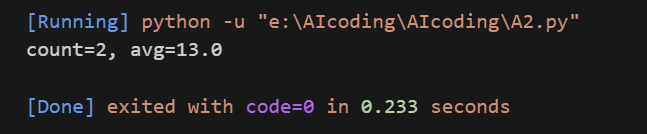 [Running] python -u "e:\AIcoding\AIcoding\A2.py"
count=2, avg=13.0
[Done] exited with code=0 in 0.233 seconds